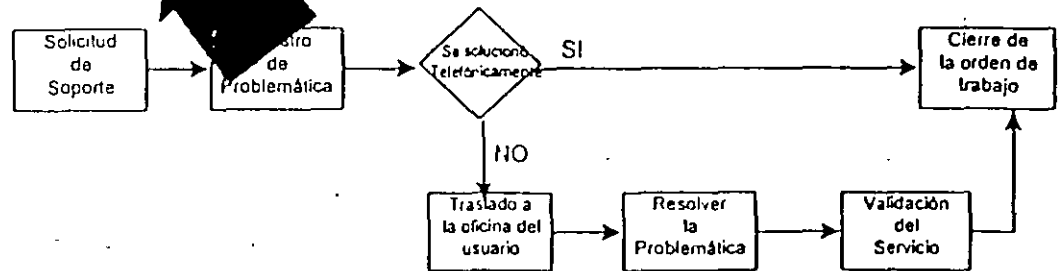 Solicitud
de
Soporte
de
Problemática
Se solucionó
Telefónicamente
SI
Cierre de
la orden de
trabajo
NO
Traslado a
la oficina del
usuario
Resolver
la
Problemática
Validación
del
Servicio